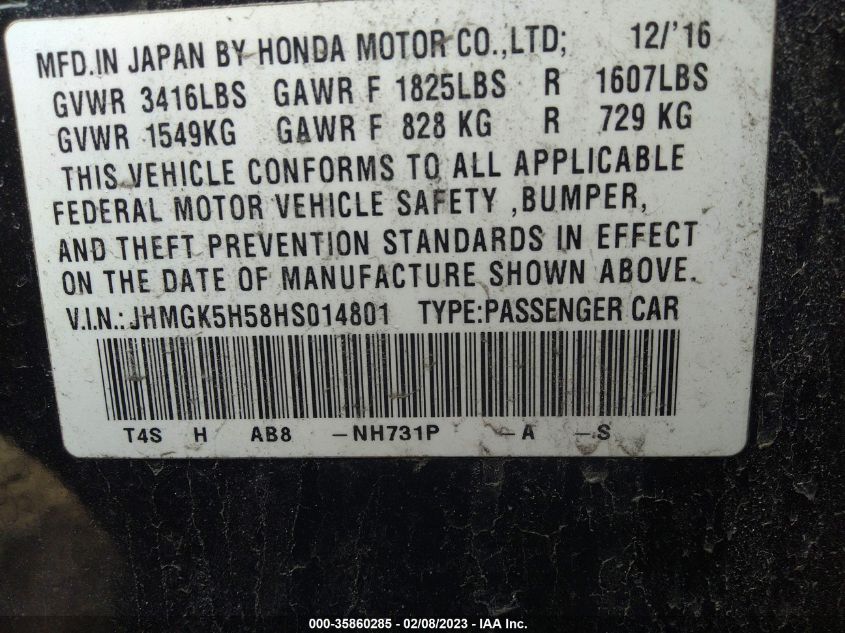 MFD.IN JAPAN BY HONDA MOTOR CO.,LTD; 12/'16
GVWR 3416LBS GAWR F 1825LBS R 1607LBS
GVWR 1549KG GAWR F 828 KG R 729 KG
THIS VEHICLE CONFORMS TO ALL APPLICABLE
FEDERAL MOTOR VEHICLE SAFETY ,BUMPER,
AND THEFT PREVENTION STANDARDS IN EFFECT
ON THE DATE OF MANUFACTURE SHOWN ABOVE.
V.I.N.: JHMGK5H58HS014801 TYPE:PASSENGER CAR
T4S H AB8 -NH731P -A -S
000-35860285 - 02/08/2023 - IAA Inc.